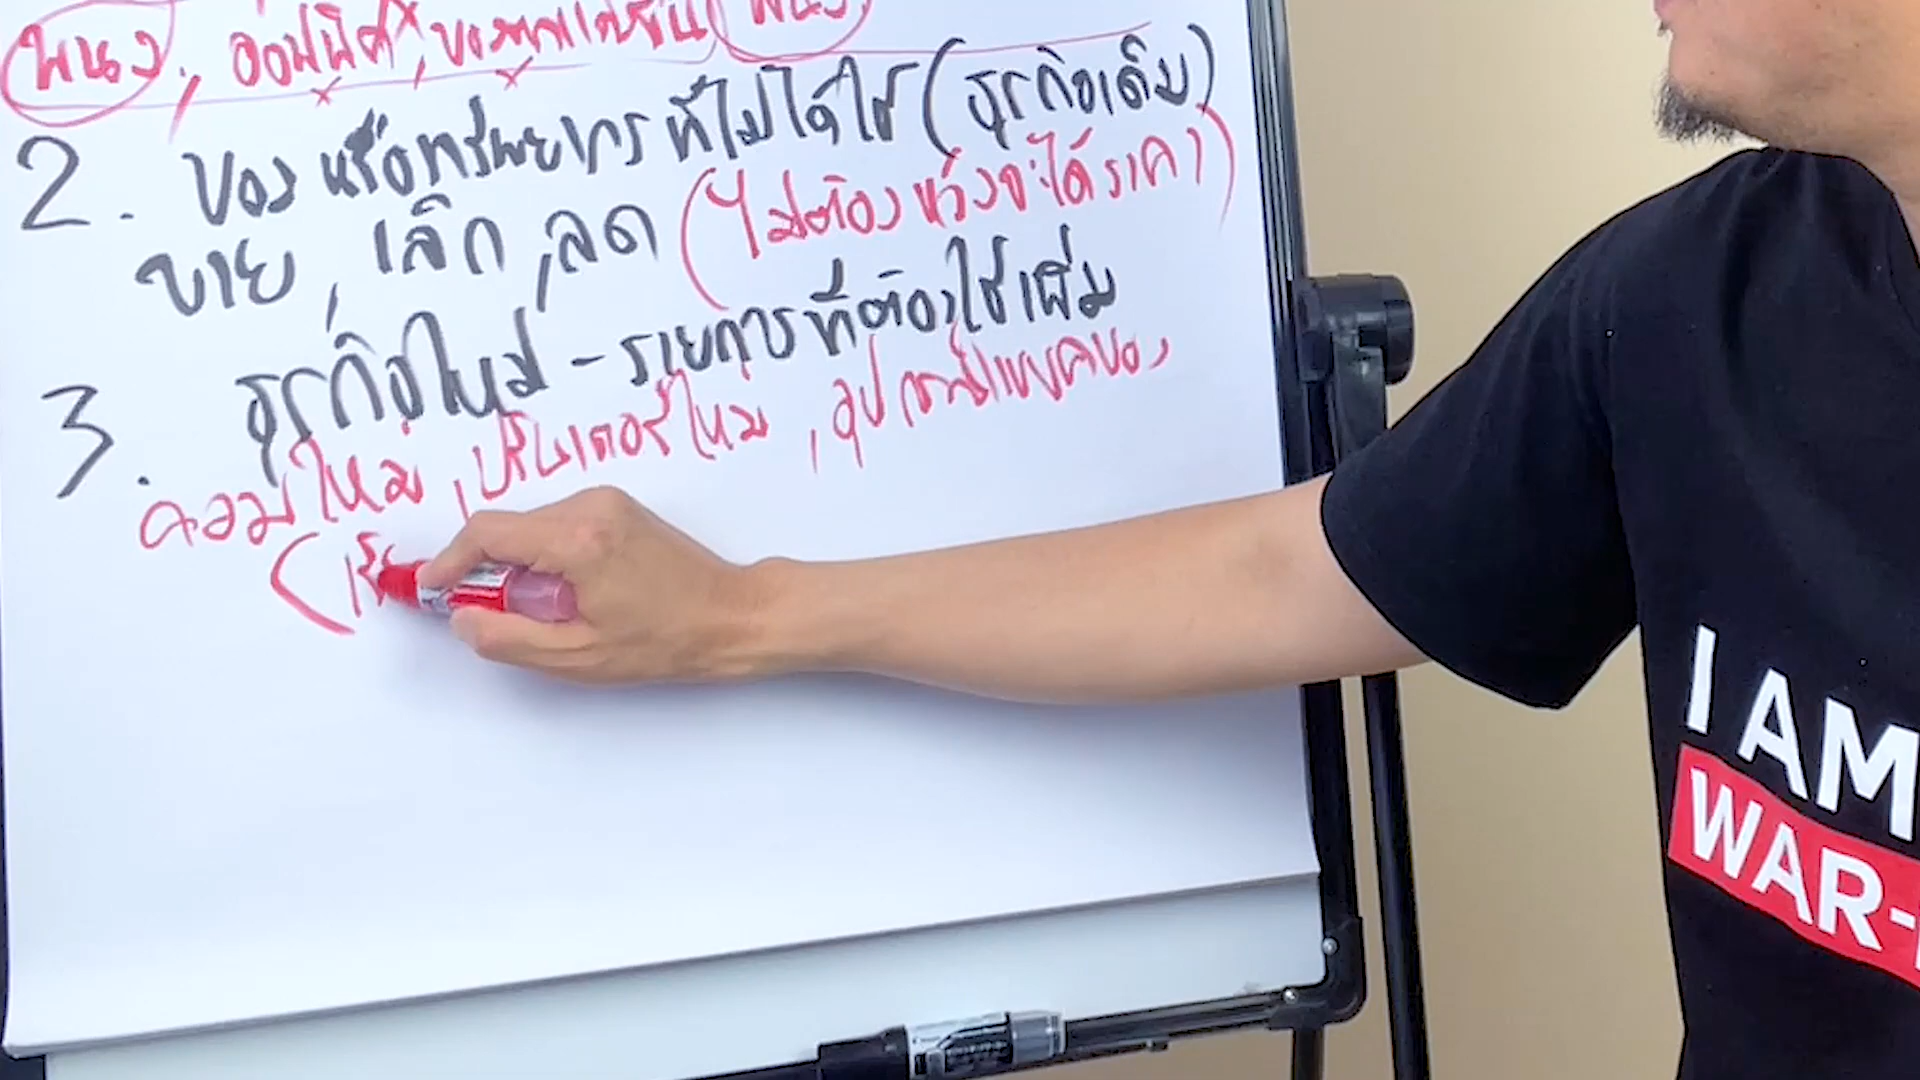 พนง, ออฟฟิศ, ของตกแต่งร้าน
2. ของหรือทรัพยากรที่ไม่ได้ใช้ (ธุรกิจเดิม)
ขาย, เลิก, ลด (ไม่ต้องหวังจะได้ราคา)
3. ธุรกิจใหม่ - รายการที่ต้องใช้เพิ่ม
คอมใหม่, ปริ้นเตอร์ใหม่, อุปกรณ์แพคของ
I AM
WAR-